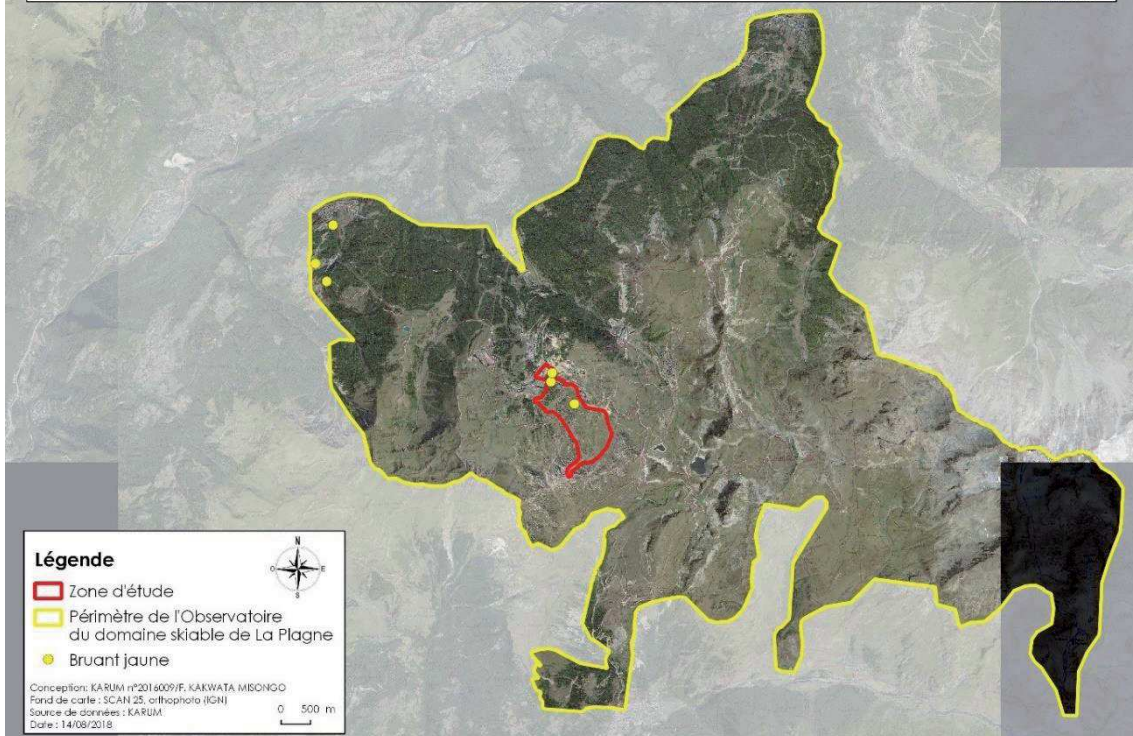 Légende
N
O
E
S
Zone d'étude
Périmètre de l'Observatoire
du domaine skiable de La Plagne
Bruant jaune
Conception: KARUM n°2016009/F, KAKWATA MISONGO
Fond de carte : SCAN 25, orthophoto (IGN)
Source de données : KARUM
Date : 14/08/2018
0 500 m